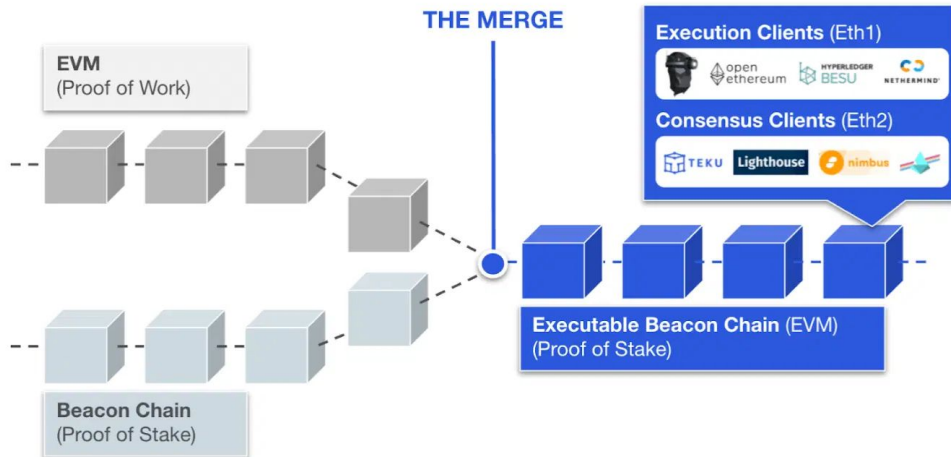 THE MERGE
EVM
(Proof of Work)
Execution Clients (Eth1)
open
ethereum
HYPERLEDGER
BESU
NETHERMIND
Consensus Clients (Eth2)
TEKU
Lighthouse
nimbus
Executable Beacon Chain (EVM)
(Proof of Stake)
Beacon Chain
(Proof of Stake)